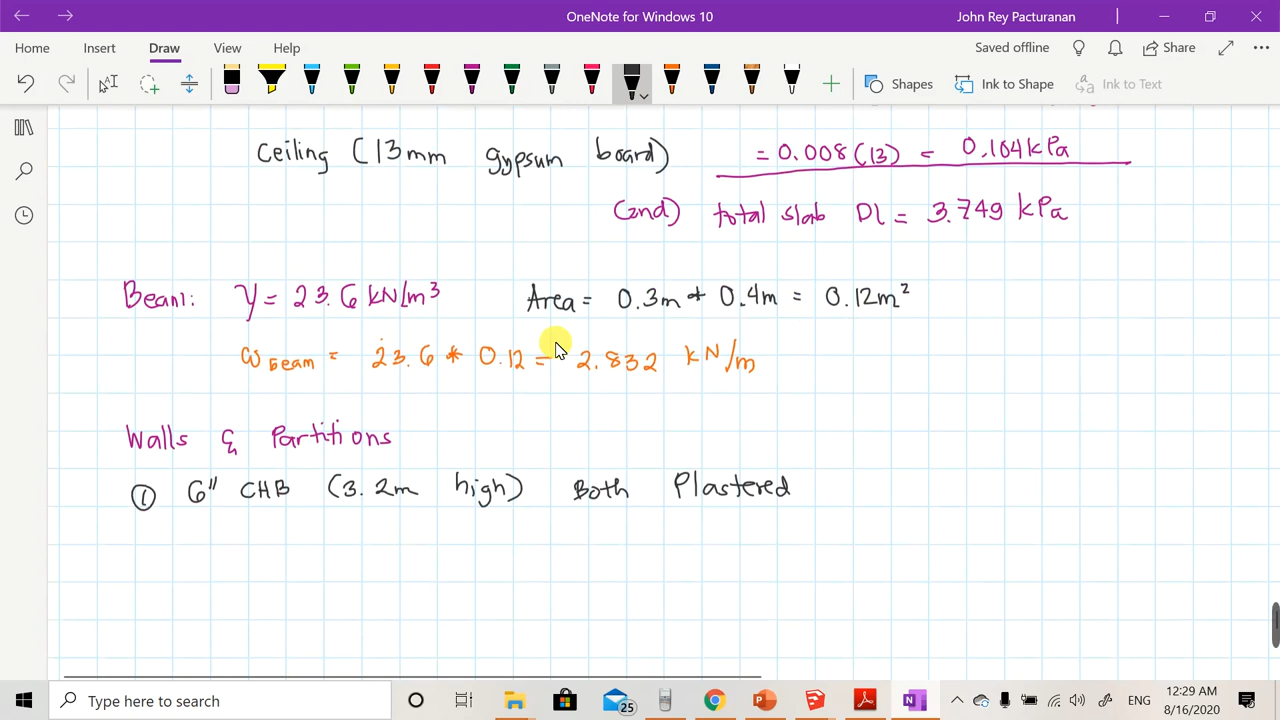 OneNote for Windows 10
John Rey Pacturanan
Home Insert Draw View Help
Saved offline Share
Shapes Ink to Shape Ink to Text
Ceiling (13mm gypsum board) = 0.008 (13) = 0.104 kPa
(2nd) total slab DL = 3.749 kPa
Beam: γ = 23.6 kN/m³ Area = 0.3m * 0.4m = 0.12m²
ω beam = 23.6 * 0.12 = 2.832 kN/m
Walls & Partitions
① 6" CHB (3.2m high) Both Plastered
Type here to search
25
ENG
12:29 AM
8/16/2020